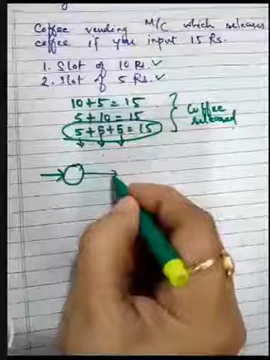 Coffee vending M/C which releases
coffee if you input 15 Rs.
1. Slot of 10 Rs. ✓
2. Slot of 5 Rs. ✓
10+5=15
5+10=15
5+5+5=15
Coffee
released